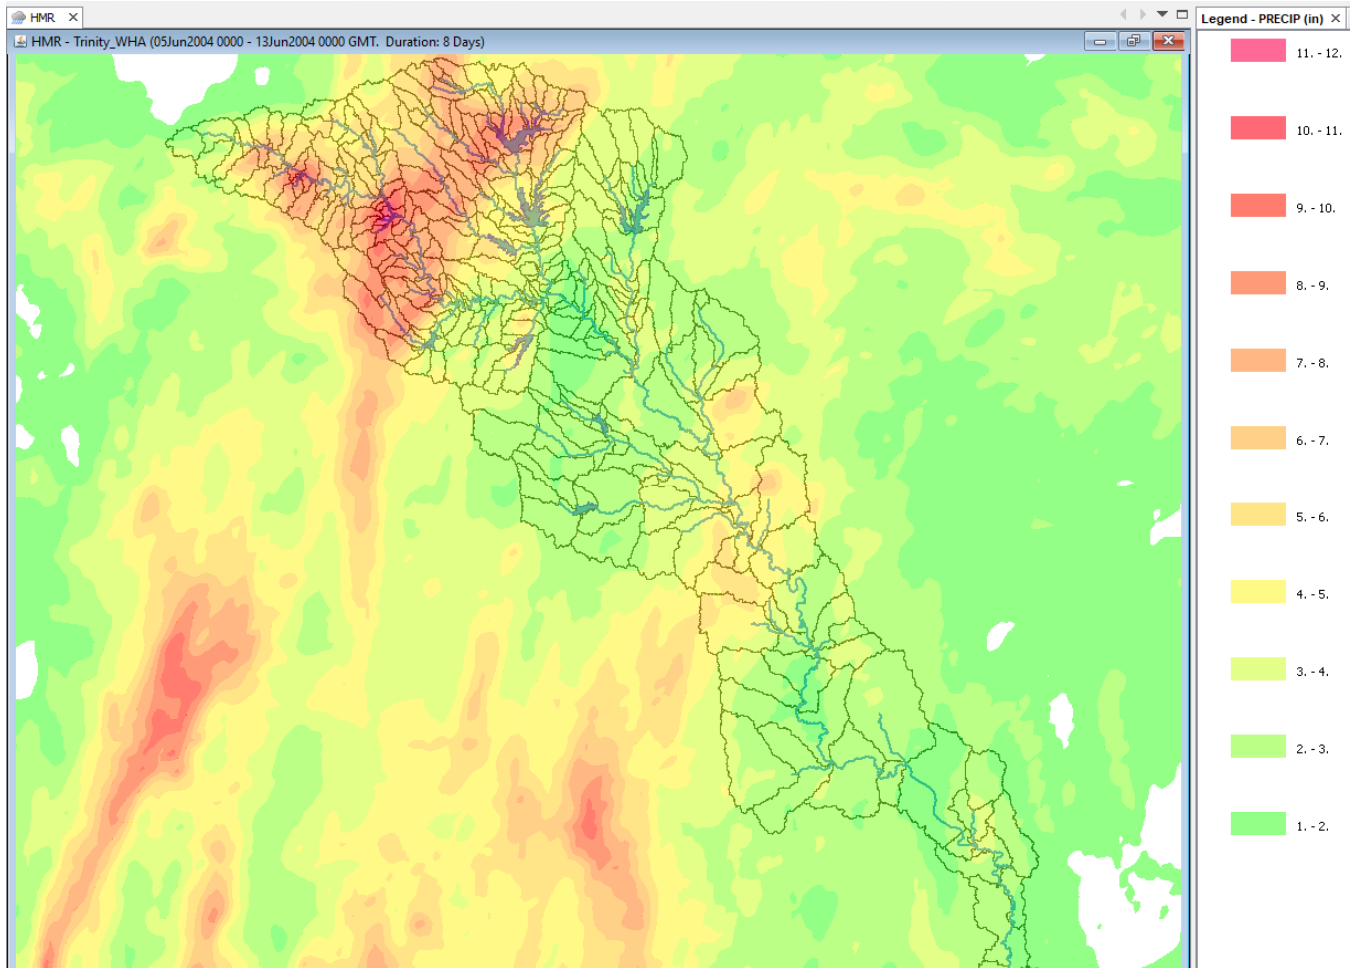 HMR
Legend - PRECIP (in)
HMR - Trinity_WHA (05Jun2004 0000 - 13Jun2004 0000 GMT. Duration: 8 Days)
11. - 12.
10. - 11.
9. - 10.
8. - 9.
7. - 8.
6. - 7.
5. - 6.
4. - 5.
3. - 4.
2. - 3.
1. - 2.